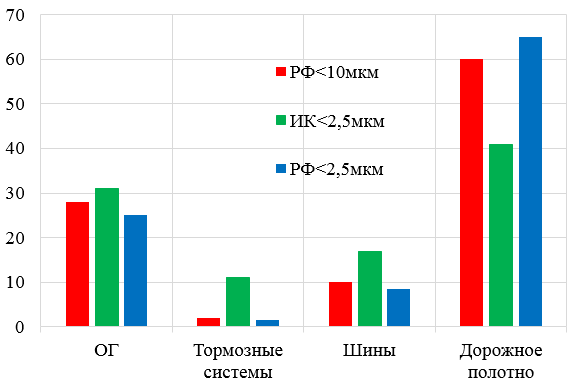 70
60
50
40
30
20
10
0
РФ<10мкм
ИК<2,5мкм
РФ<2,5мкм
ОГ
Тормозные
системы
Шины
Дорожное
полотно